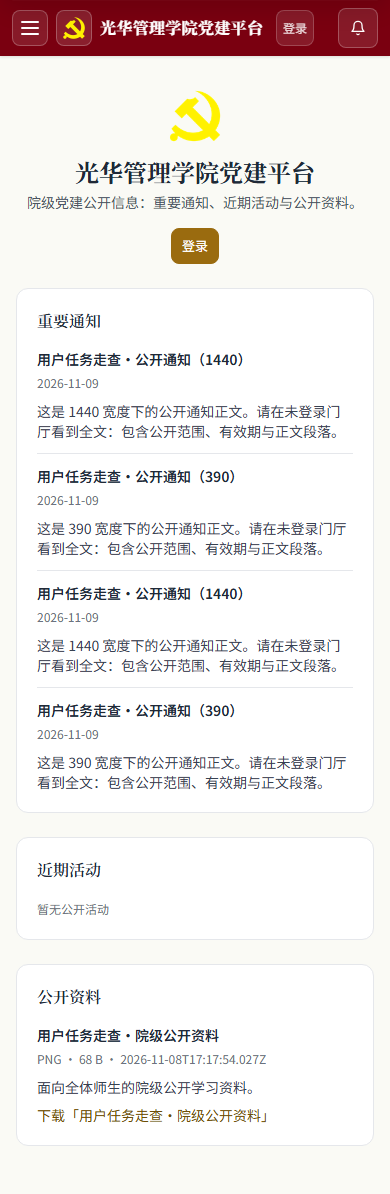 光华管理学院党建平台
登录
光华管理学院党建平台
院级党建公开信息：重要通知、近期活动与公开资料。
登录
重要通知
用户任务走查·公开通知（1440）
2026-11-09
这是 1440 宽度下的公开通知正文。请在未登录门
厅看到全文：包含公开范围、有效期与正文段落。
用户任务走查·公开通知（390）
2026-11-09
这是 390 宽度下的公开通知正文。请在未登录门厅
看到全文：包含公开范围、有效期与正文段落。
用户任务走查·公开通知（1440）
2026-11-09
这是 1440 宽度下的公开通知正文。请在未登录门
厅看到全文：包含公开范围、有效期与正文段落。
用户任务走查·公开通知（390）
2026-11-09
这是 390 宽度下的公开通知正文。请在未登录门厅
看到全文：包含公开范围、有效期与正文段落。
近期活动
暂无公开活动
公开资料
用户任务走查·院级公开资料
PNG · 68 B · 2026-11-08T17:17:54.027Z
面向全体师生的院级公开学习资料。
下载「用户任务走查·院级公开资料」